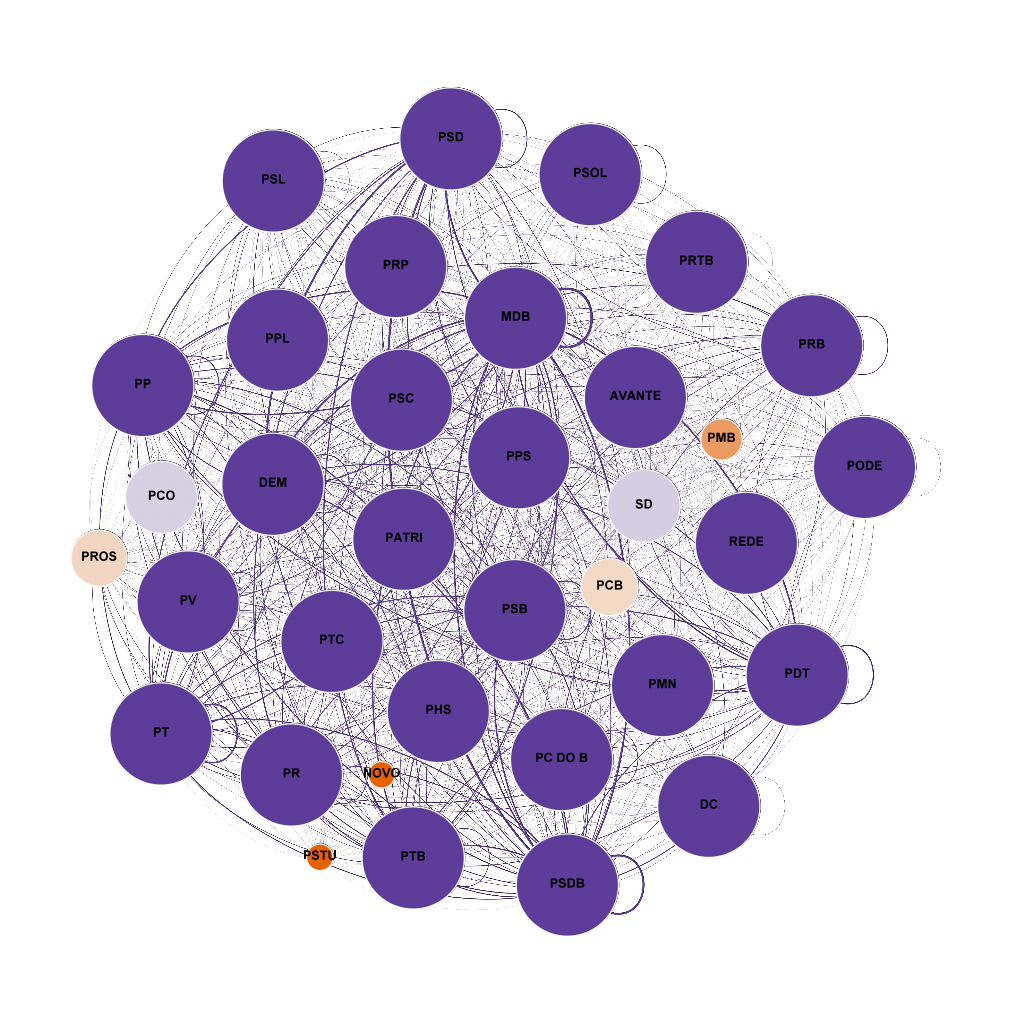 PSD
PSOL
PSL
PRP
PRTB
MDB
PPL
PRB
PP
PSC
AVANTE
PMB
PPS
PODE
DEM
PCO
SD
PATRI
REDE
PROS
PCB
PV
PSB
PTC
PDT
PMN
PHS
PT
PC DO B
PR
NOVO
DC
PSTU
PTB
PSDB